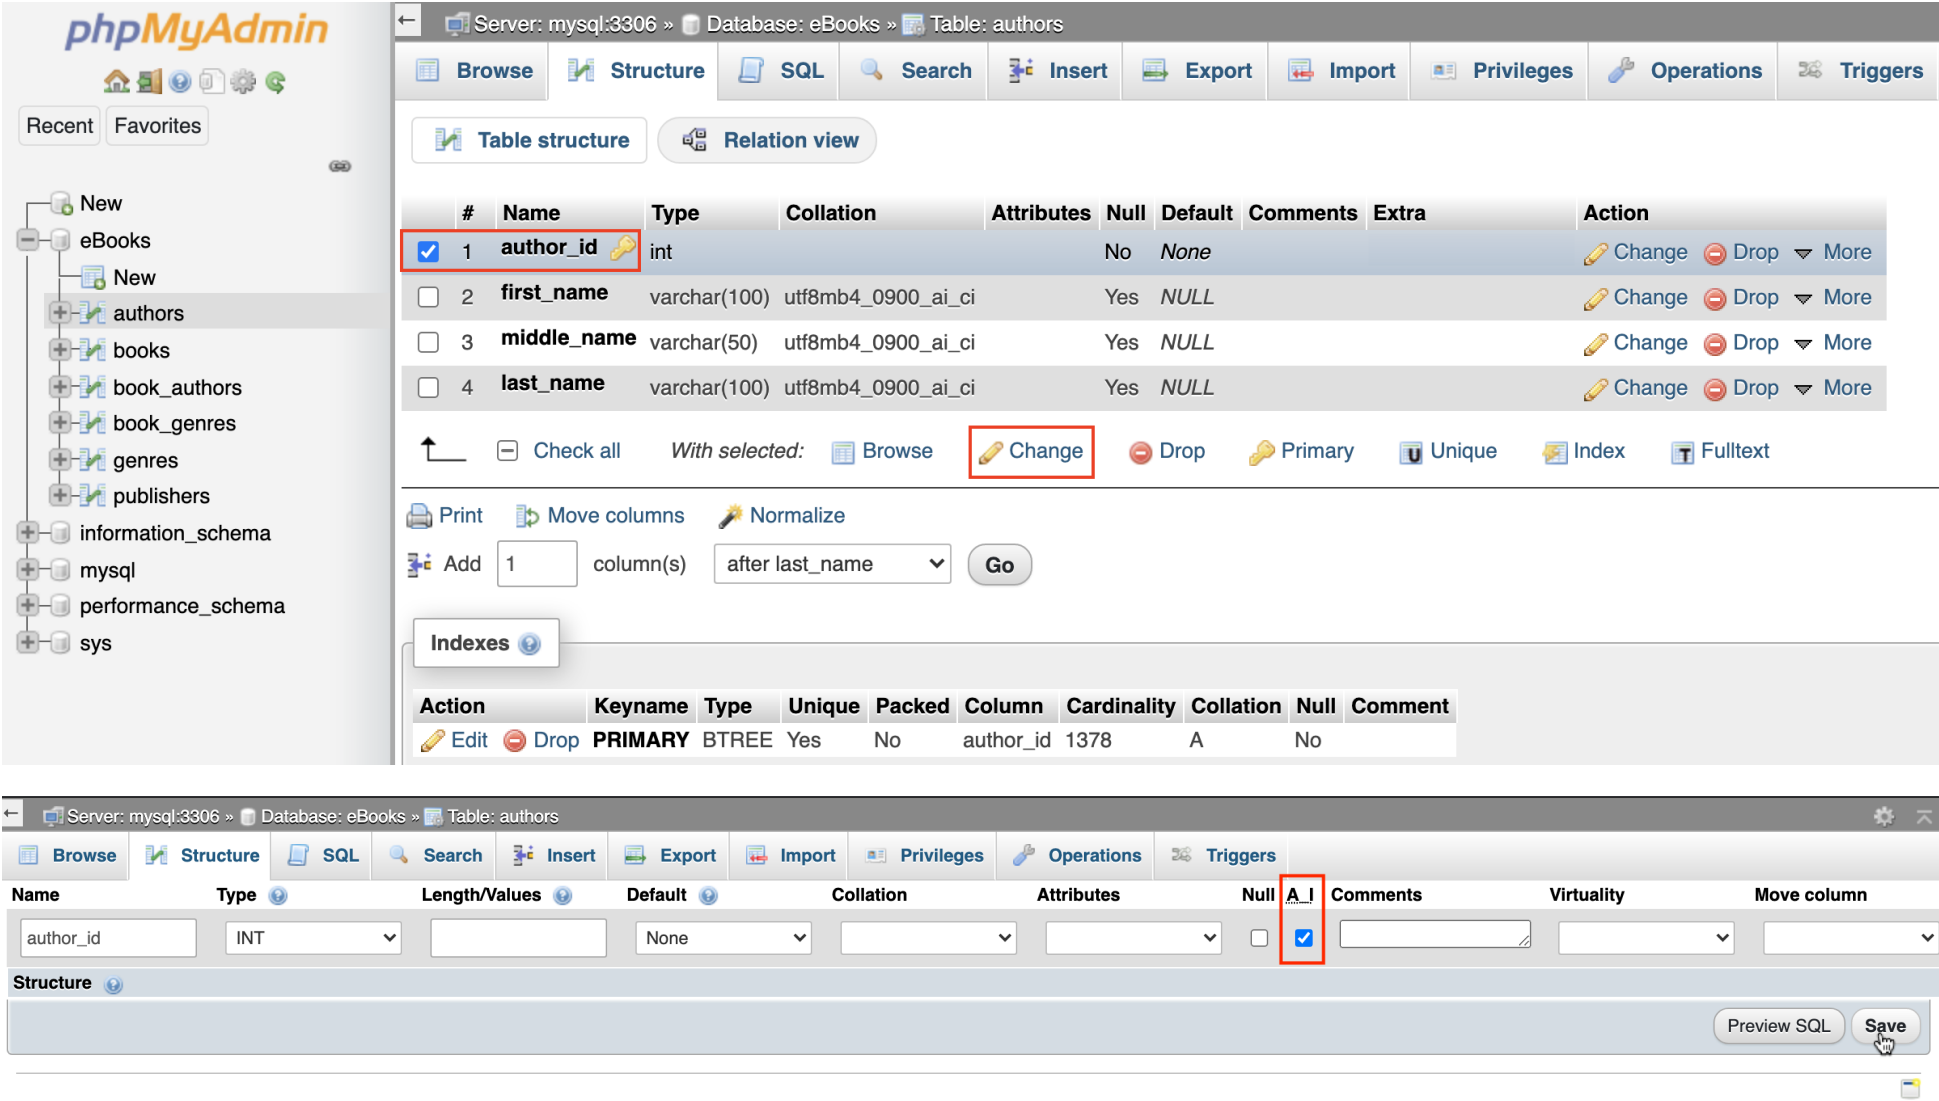 phpMyAdmin
Recent Favorites
New
eBooks
New
authors
books
book_authors
book_genres
genres
publishers
information_schema
mysql
performance_schema
sys
Server: mysql:3306 » Database: eBooks » Table: authors
Browse Structure SQL Search Insert Export Import Privileges Operations Triggers
Table structure Relation view
# Name Type Collation Attributes Null Default Comments Extra Action
1 author_id int No None Change Drop More
2 first_name varchar(100) utf8mb4_0900_ai_ci Yes NULL Change Drop More
3 middle_name varchar(50) utf8mb4_0900_ai_ci Yes NULL Change Drop More
4 last_name varchar(100) utf8mb4_0900_ai_ci Yes NULL Change Drop More
Check all With selected: Browse Change Drop Primary Unique Index Fulltext
Print Move columns Normalize
Add 1 column(s) after last_name Go
Indexes
Action Keyname Type Unique Packed Column Cardinality Collation Null Comment
Edit Drop PRIMARY BTREE Yes No author_id 1378 A No
Server: mysql:3306 » Database: eBooks » Table: authors
Browse Structure SQL Search Insert Export Import Privileges Operations Triggers
Name Type Length/Values Default Collation Attributes Null A_I Comments Virtuality Move column
author_id INT None
Structure
Preview SQL Save